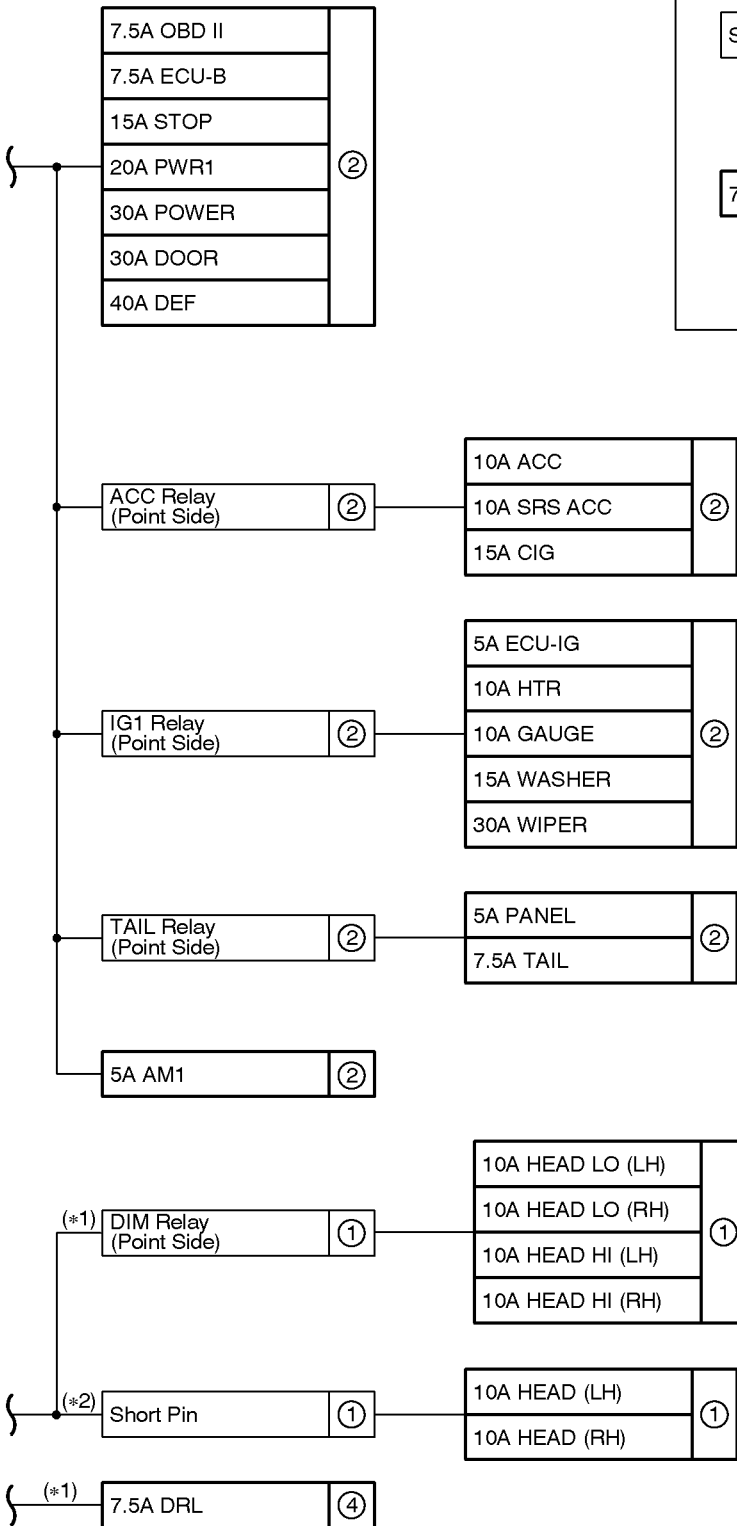 7.5A OBD II
7.5A ECU-B
15A STOP
20A PWR1
30A POWER
30A DOOR
40A DEF
②
S
7
ACC Relay
(Point Side)
②
10A ACC
10A SRS ACC
15A CIG
②
IG1 Relay
(Point Side)
②
5A ECU-IG
10A HTR
10A GAUGE
15A WASHER
30A WIPER
②
TAIL Relay
(Point Side)
②
5A PANEL
7.5A TAIL
②
5A AM1
②
(*1)
DIM Relay
(Point Side)
①
10A HEAD LO (LH)
10A HEAD LO (RH)
10A HEAD HI (LH)
10A HEAD HI (RH)
①
(*2)
Short Pin
①
10A HEAD (LH)
10A HEAD (RH)
①
(*1)
7.5A DRL
④